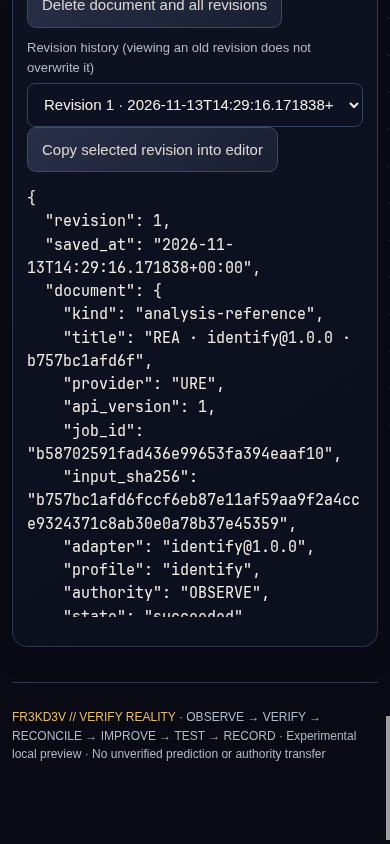 Delete document and all revisions
Revision history (viewing an old revision does not
overwrite it)
Revision 1 · 2026-11-13T14:29:16.171838+
Copy selected revision into editor
{
  "revision": 1,
  "saved_at": "2026-11-
13T14:29:16.171838+00:00",
  "document": {
    "kind": "analysis-reference",
    "title": "REA · identify@1.0.0 ·
b757bc1afd6f",
    "provider": "URE",
    "api_version": 1,
    "job_id":
"b58702591fad436e99653fa394eaaf10",
    "input_sha256":
"b757bc1afd6fccf6eb87e11af59aa9f2a4cc
e9324371c8ab30e0a78b37e45359",
    "adapter": "identify@1.0.0",
    "profile": "identify",
    "authority": "OBSERVE",
    "state": "succeeded"
FR3KD3V // VERIFY REALITY · OBSERVE → VERIFY →
RECONCILE → IMPROVE → TEST → RECORD · Experimental
local preview · No unverified prediction or authority transfer